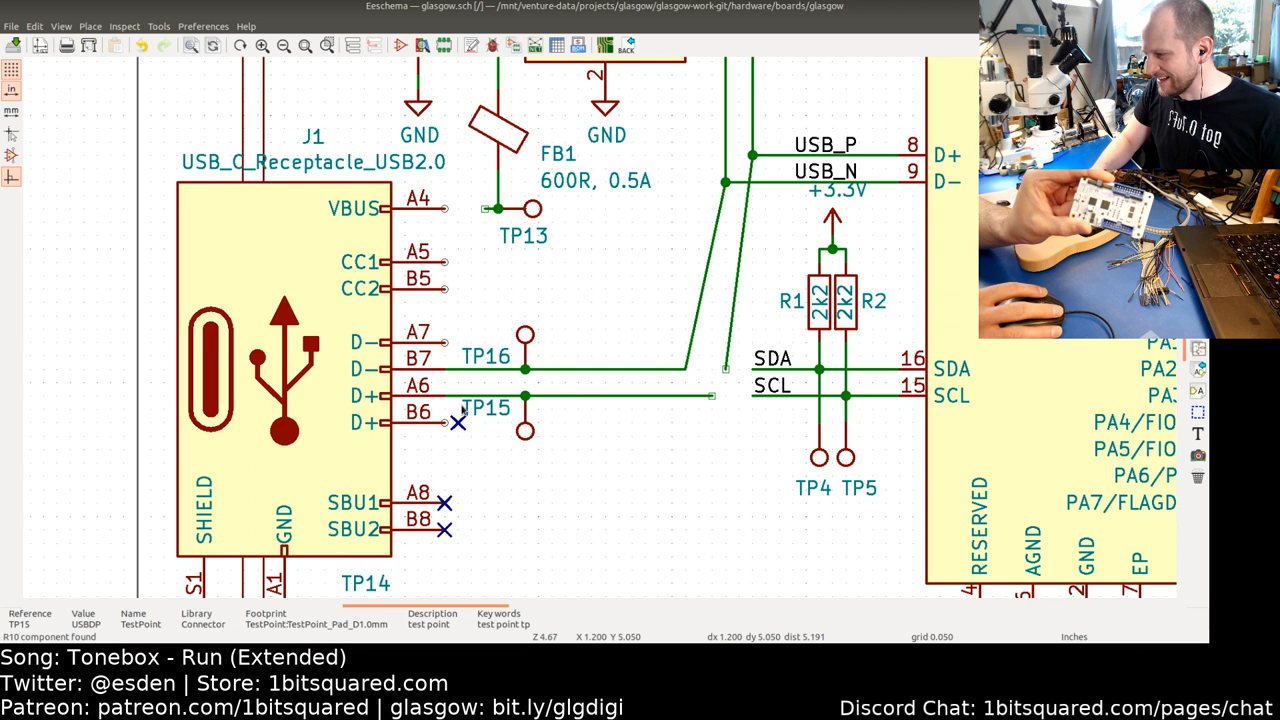 Eeschema — glasgow.sch [/] — /mnt/venture-data/projects/glasgow/glasgow-work-git/hardware/boards/glasgow
File Edit View Place Inspect Tools Preferences Help
BACK
in
mm
J1
USB_C_Receptacle_USB2.0
GND
2
GND
FB1
600R, 0.5A
TP13
VBUS A4
CC1 A5
CC2 B5
D- A7
D- B7
D+ A6
D+ B6
SBU1 A8
SBU2 B8
SHIELD
GND
S1
A1
TP16
TP15
TP14
USB_P 8 D+
USB_N 9 D-
+3.3V
R1 2k2 2k2 R2
SDA 16 SDA
SCL 15 SCL
TP4 TP5
PA2
PA4/FIO
PA5/FIO
PA6/P
PA7/FLAGD
RESERVED
AGND
GND
EP
DA
T
Reference Value Name Library Footprint Description Key words
TP15 USBDP TestPoint Connector TestPoint:TestPoint_Pad_D1.0mm test point test point tp
R10 component found Z 4.67 X 1.200 Y 5.050 dx 1.200 dy 5.050 dist 5.191 grid 0.050 Inches
Song: Tonebox - Run (Extended)
Twitter: @esden | Store: 1bitsquared.com
Patreon: patreon.com/1bitsquared | glasgow: bit.ly/glgdigi Discord Chat: 1bitsquared.com/pages/chat